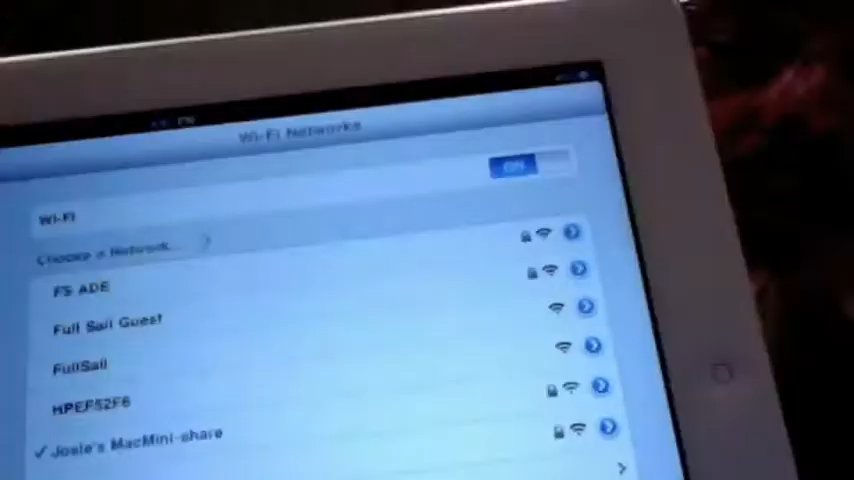 Wi-Fi Networks
Wi-Fi
ON
Choose a Network...
FS ADE
Full Sail Guest
FullSail
HPEF52F6
✓ Josie's MacMini-share